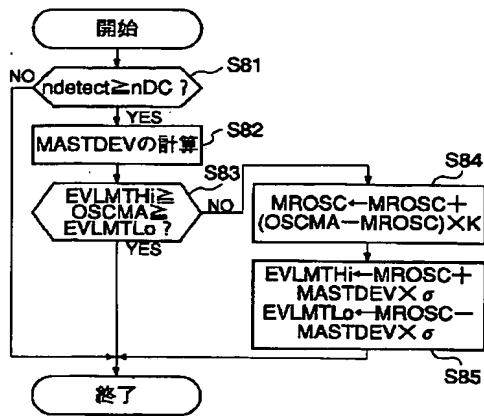 開始
S81
NO
ndetect≧nDC ?
YES
S82
MASTDEVの計算
S83
EVLMTHi≧
OSCMA≧
EVLMTLo ?
NO
YES
S84
MROSC←MROSC+
(OSCMA−MROSC)×K
EVLMTHi←MROSC+
MASTDEV×σ
EVLMTLo←MROSC−
MASTDEV×σ
S85
終了